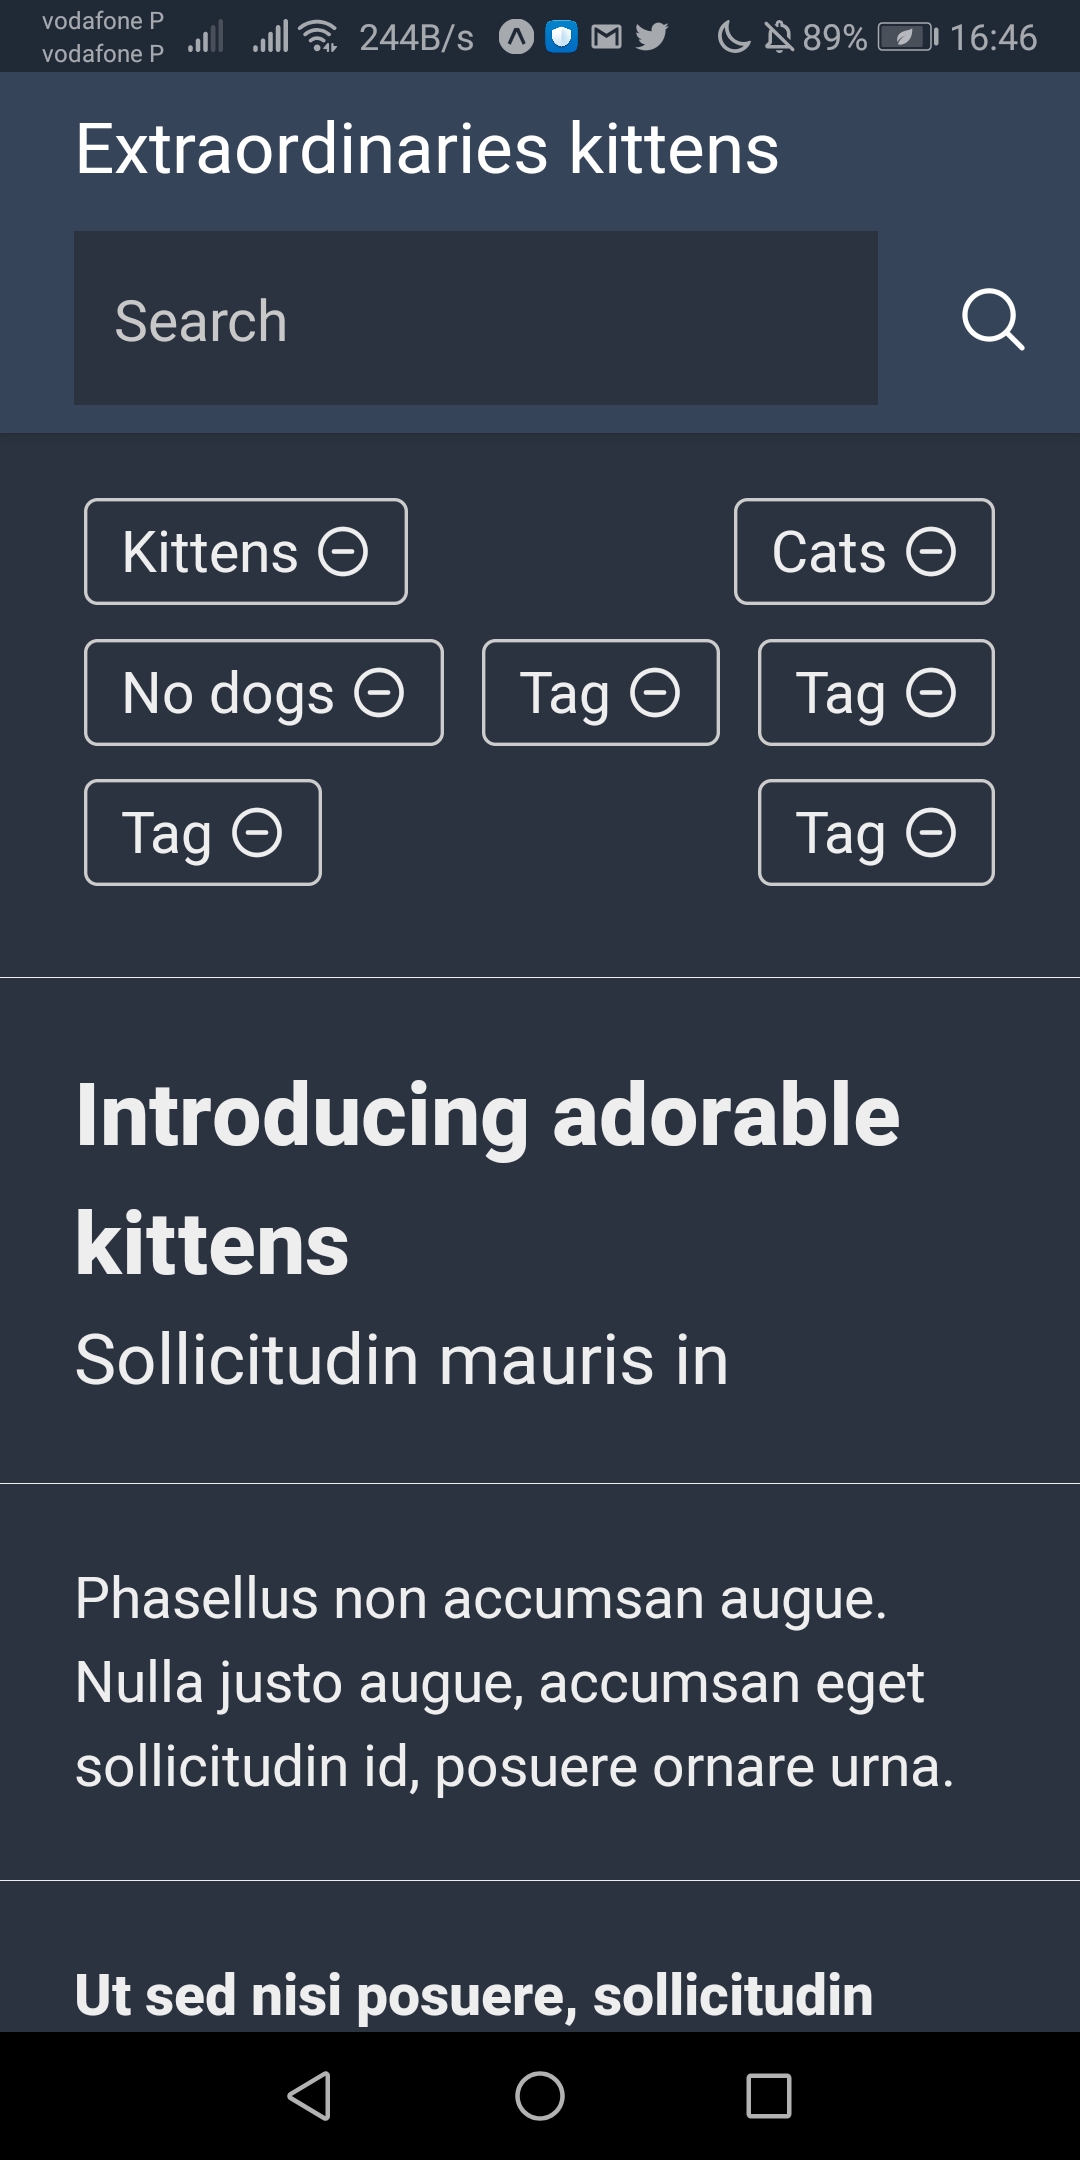 vodafone P
vodafone P
244B/s 89% 16:46
Extraordinaries kittens
Search
Kittens Cats
No dogs Tag Tag
Tag Tag
Introducing adorable
kittens
Sollicitudin mauris in
Phasellus non accumsan augue.
Nulla justo augue, accumsan eget
sollicitudin id, posuere ornare urna.
Ut sed nisi posuere, sollicitudin